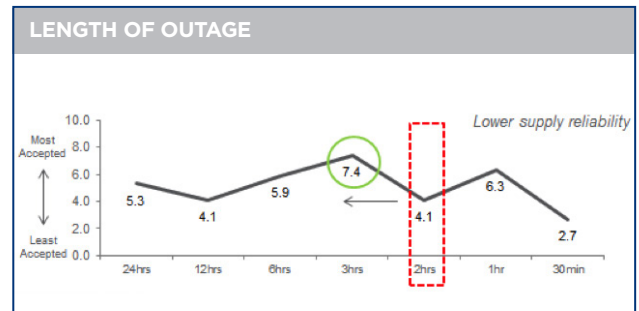 LENGTH OF OUTAGE
Lower supply reliability
Most
Accepted
Least
Accepted
10.0
8.0
6.0
4.0
2.0
0.0
5.3
4.1
5.9
7.4
4.1
6.3
2.7
24hrs
12hrs
6hrs
3hrs
2hrs
1hr
30min